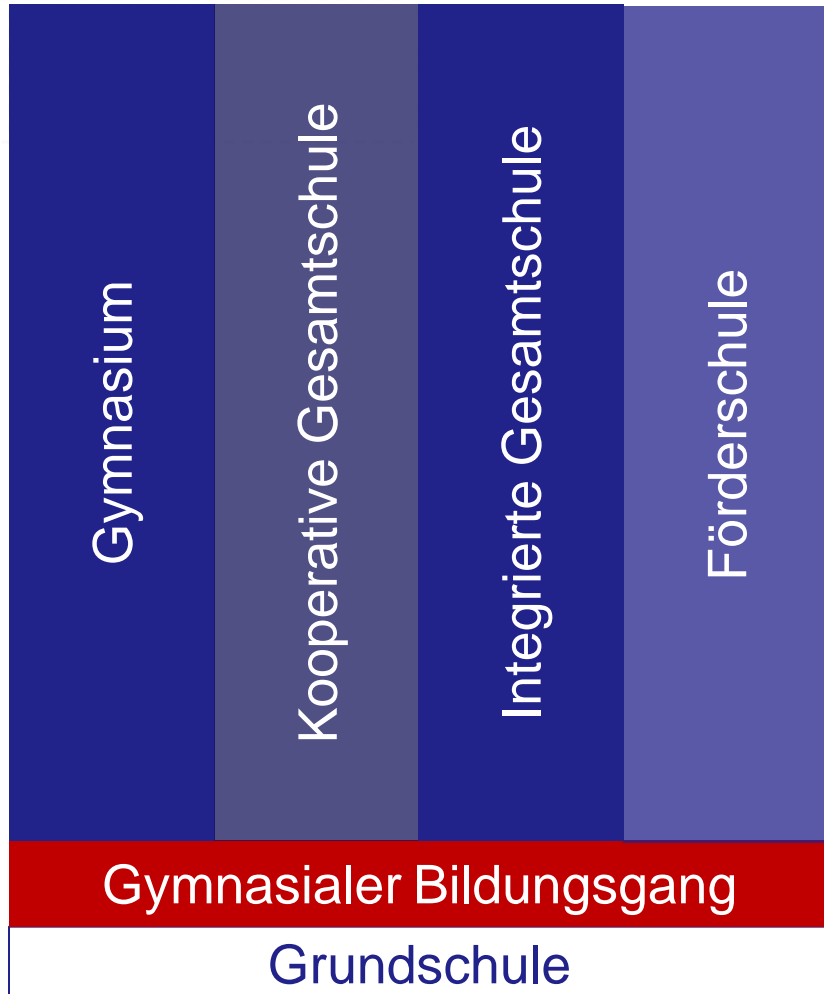 Gymnasium
Kooperative Gesamtschule
Integrierte Gesamtschule
Förderschule
Gymnasialer Bildungsgang
Grundschule